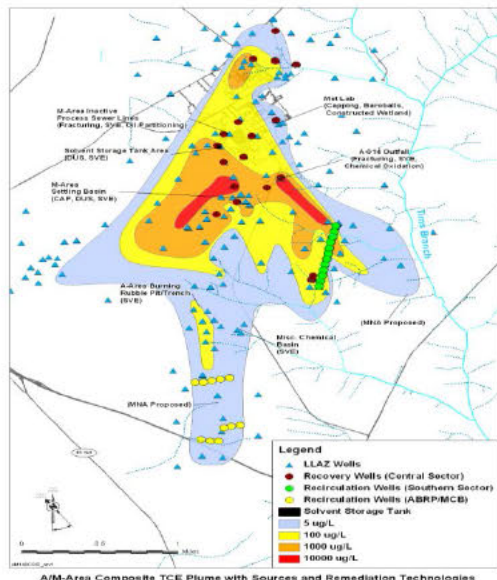 Met Lab
(Capping, Baroballs,
Constructed Wetland)
M-Area Inactive
Process Sewer Lines
(Fracturing, SVE, Oil Partitioning)
Solvent Storage Tank Area
(DUS, SVE)
A-014 Outfall
(Fracturing, SVE,
Chemical Oxidation)
M-Area
Settling Basin
(CAP, DUS, SVE)
Tims Branch
A-Area Burning
Rubble Pit/Trench
(SVE)
(MNA Proposed)
Misc. Chemical
Basin
(SVE)
(MNA Proposed)
Legend
LLAZ Wells
Recovery Wells (Central Sector)
Recirculation Wells (Southern Sector)
Recirculation Wells (ABRP/MCB)
Solvent Storage Tank
5 ug/L
100 ug/L
1000 ug/L
10000 ug/L
0
0.5
1
A/M-Area Composite TCE Plume with Sources and Remediation Technologies